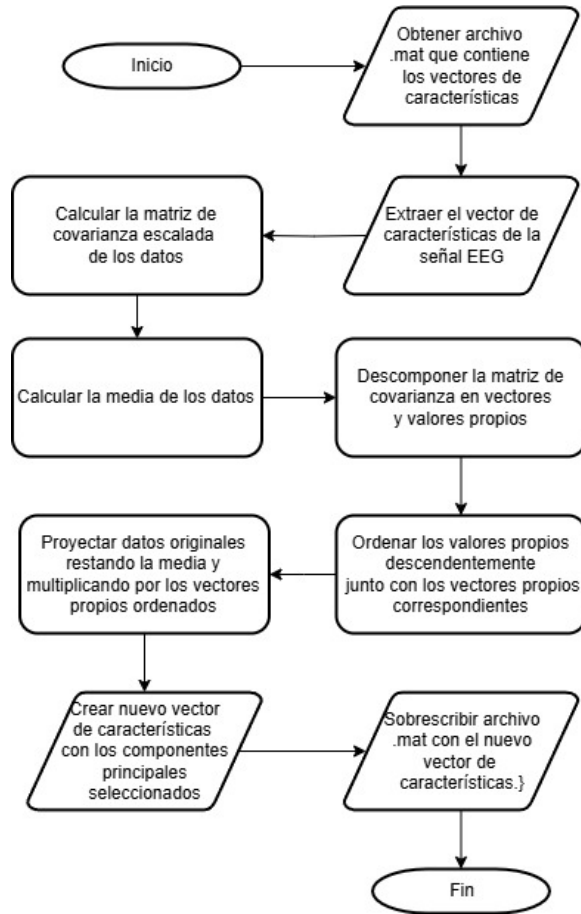 Inicio
Obtener archivo
.mat que contiene
los vectores de
características
Extraer el vector de
características de la
señal EEG
Calcular la matriz de
covarianza escalada
de los datos
Calcular la media de los datos
Descomponer la matriz de
covarianza en vectores
y valores propios
Ordenar los valores propios
descendentemente
junto con los vectores propios
correspondientes
Proyectar datos originales
restando la media y
multiplicando por los vectores
propios ordenados
Crear nuevo vector
de características
con los componentes
principales
seleccionados
Sobrescribir archivo
.mat con el nuevo
vector de
características.}
Fin